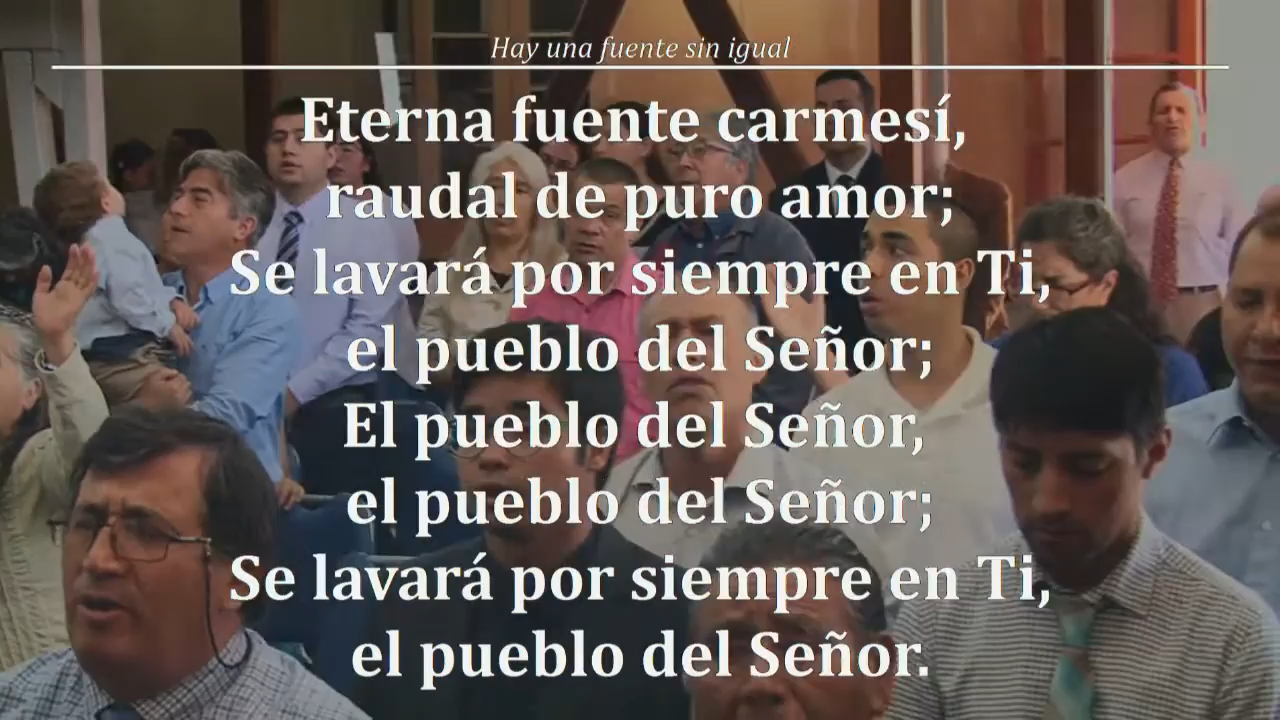 Hay una fuente sin igual
Eterna fuente carmesí,
raudal de puro amor;
Se lavará por siempre en Ti,
el pueblo del Señor;
El pueblo del Señor,
el pueblo del Señor;
Se lavará por siempre en Ti,
el pueblo del Señor.